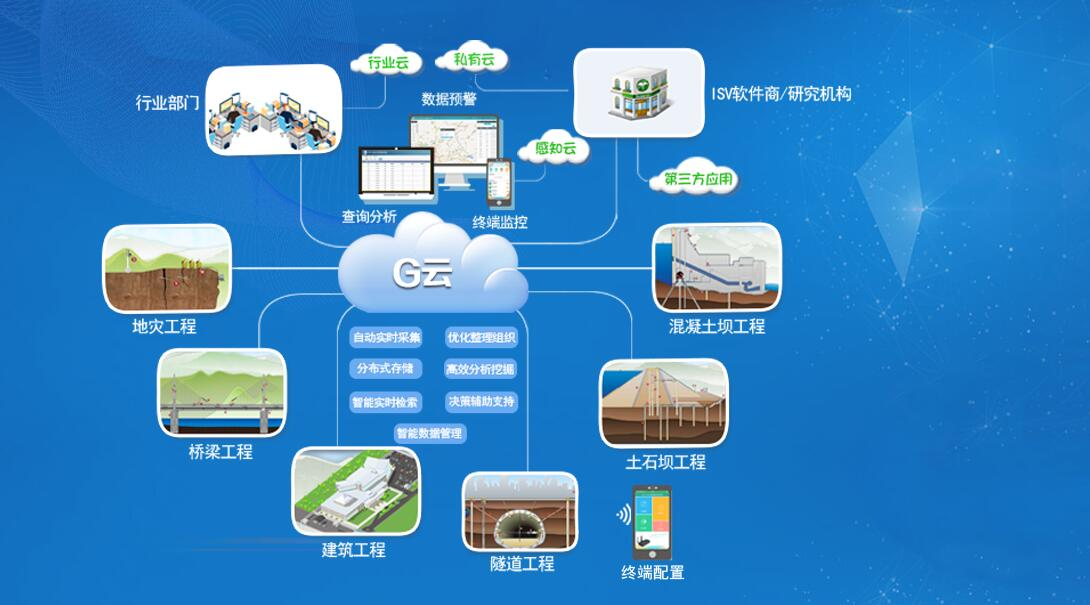 行业云
私有云
行业部门
数据预警
ISV软件商/研究机构
感知云
第三方应用
查询分析
终端监控
G云
地灾工程
混凝土坝工程
自动实时采集
优化整理组织
分布式存储
高效分析挖掘
智能实时检索
决策辅助支持
智能数据管理
桥梁工程
土石坝工程
建筑工程
隧道工程
终端配置